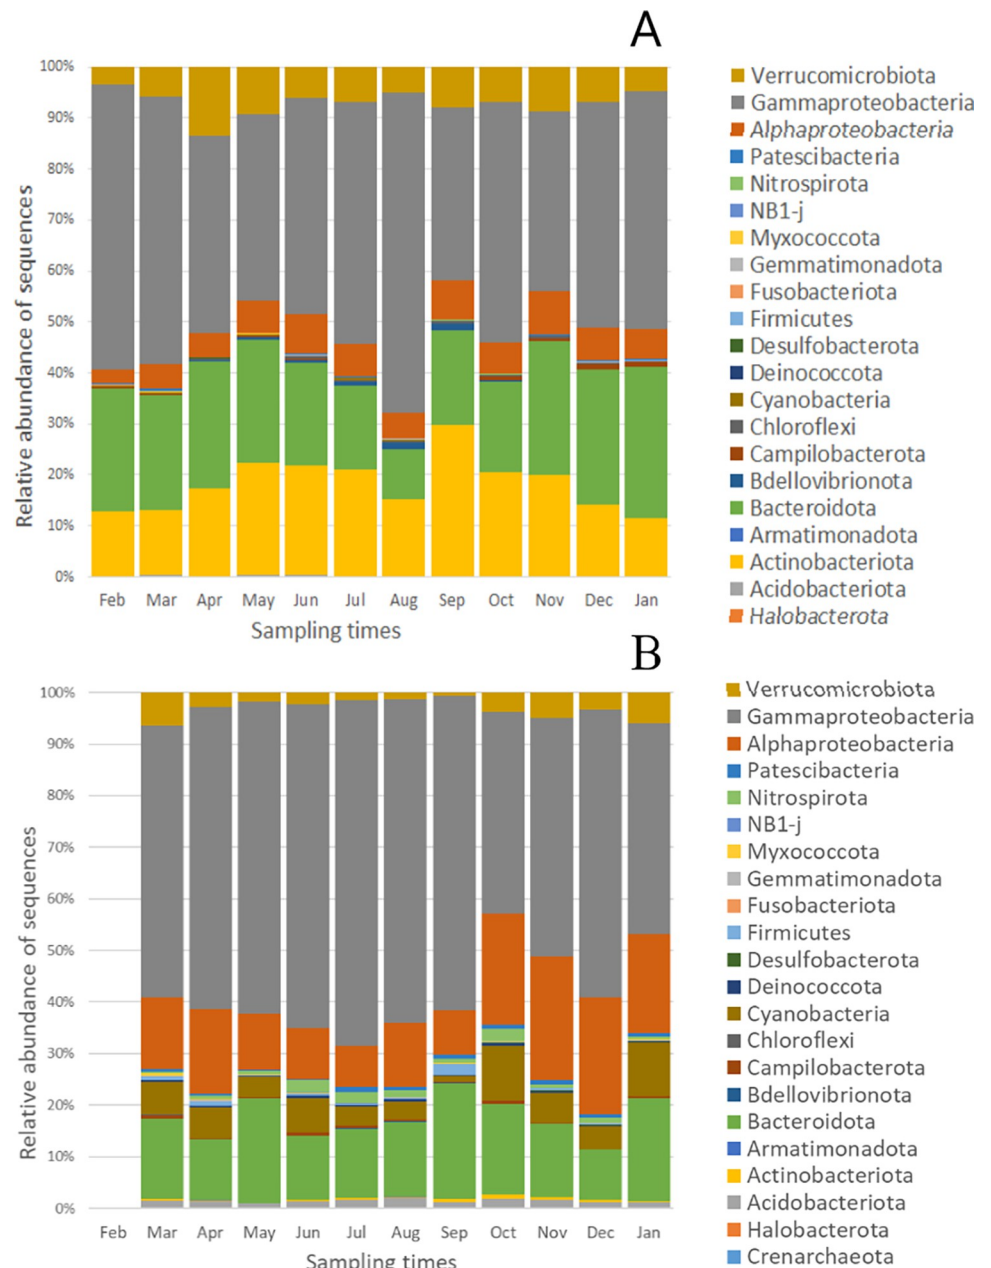 A
100%
90%
80%
70%
60%
50%
40%
30%
20%
10%
0%
Relative abundance of sequences
Feb Mar Apr May Jun Jul Aug Sep Oct Nov Dec Jan
Sampling times
Verrucomicrobiota
Gammaproteobacteria
Alphaproteobacteria
Patescibacteria
Nitrospirota
NB1-j
Myxococcota
Gemmatimonadota
Fusobacteriota
Firmicutes
Desulfobacterota
Deinococcota
Cyanobacteria
Chloroflexi
Campilobacterota
Bdellovibrionota
Bacteroidota
Armatimonadota
Actinobacteriota
Acidobacteriota
Halobacterota
B
100%
90%
80%
70%
60%
50%
40%
30%
20%
10%
0%
Relative abundance of sequences
Feb Mar Apr May Jun Jul Aug Sep Oct Nov Dec Jan
Sampling times
Verrucomicrobiota
Gammaproteobacteria
Alphaproteobacteria
Patescibacteria
Nitrospirota
NB1-j
Myxococcota
Gemmatimonadota
Fusobacteriota
Firmicutes
Desulfobacterota
Deinococcota
Cyanobacteria
Chloroflexi
Campilobacterota
Bdellovibrionota
Bacteroidota
Armatimonadota
Actinobacteriota
Acidobacteriota
Halobacterota
Crenarchaeota